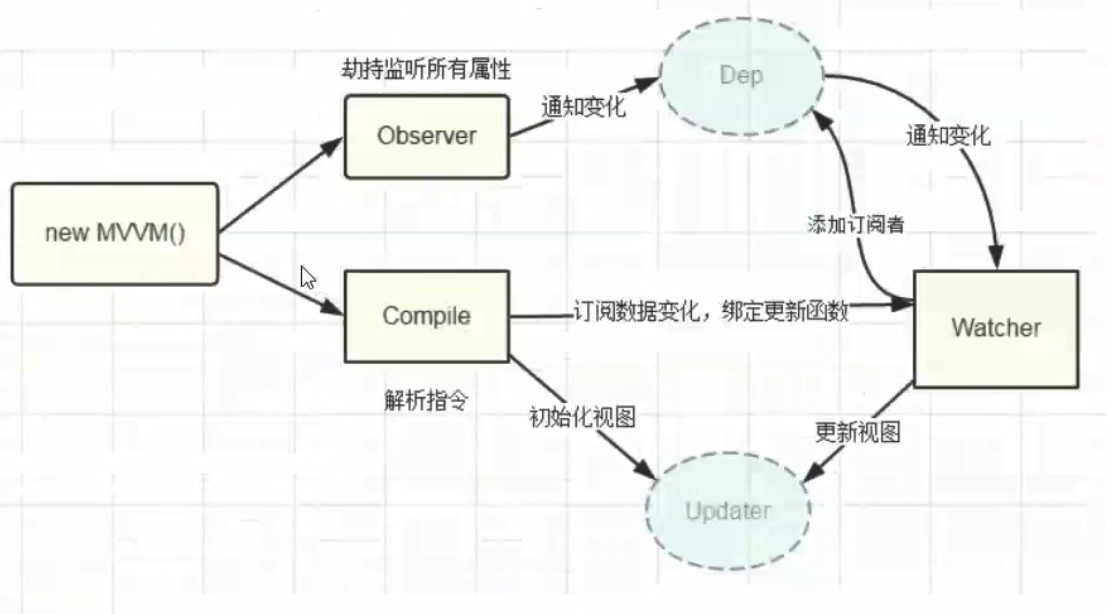 Dep
劫持监听所有属性
通知变化
Observer
通知变化
new MVVM()
添加订阅者
Compile
订阅数据变化，绑定更新函数
Watcher
解析指令
初始化视图
更新视图
Updater